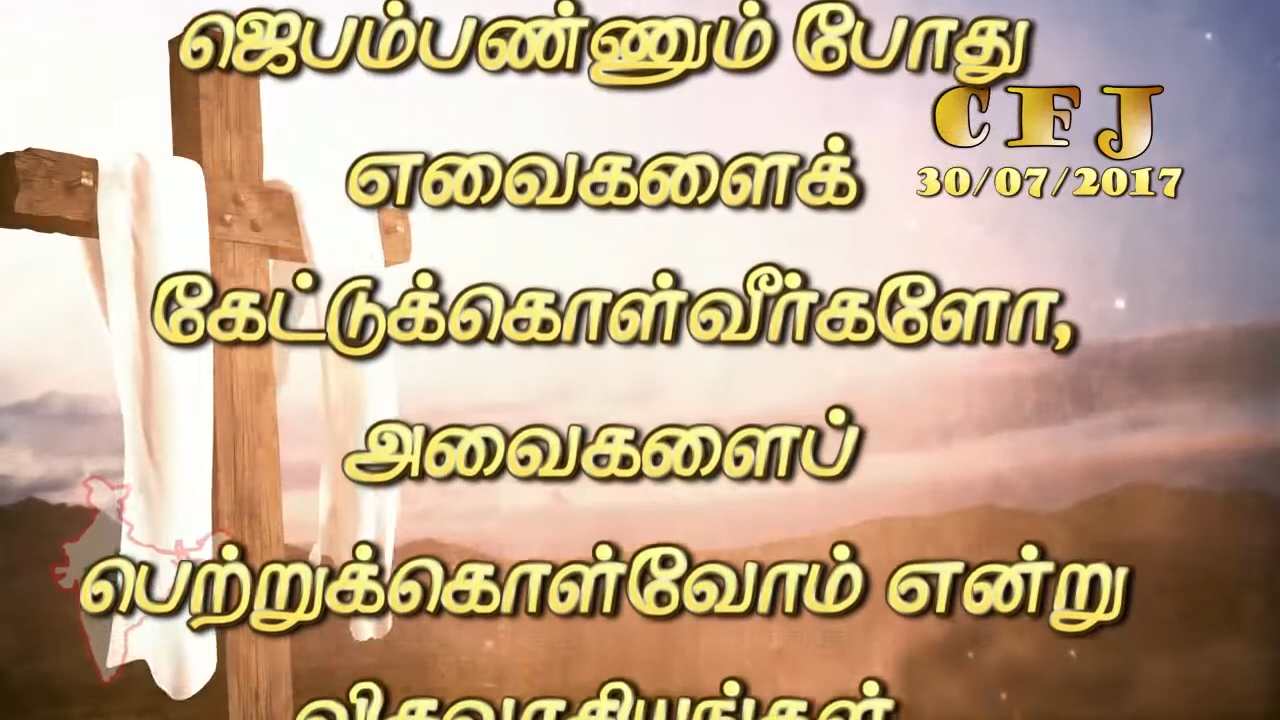 ஜெபம்பண்ணும் போது
CFJ
எவைகளைக்
30/07/2017
கேட்டுக்கொள்வீர்களோ,
அவைகளைப்
பெற்றுக்கொள்வோம் என்று